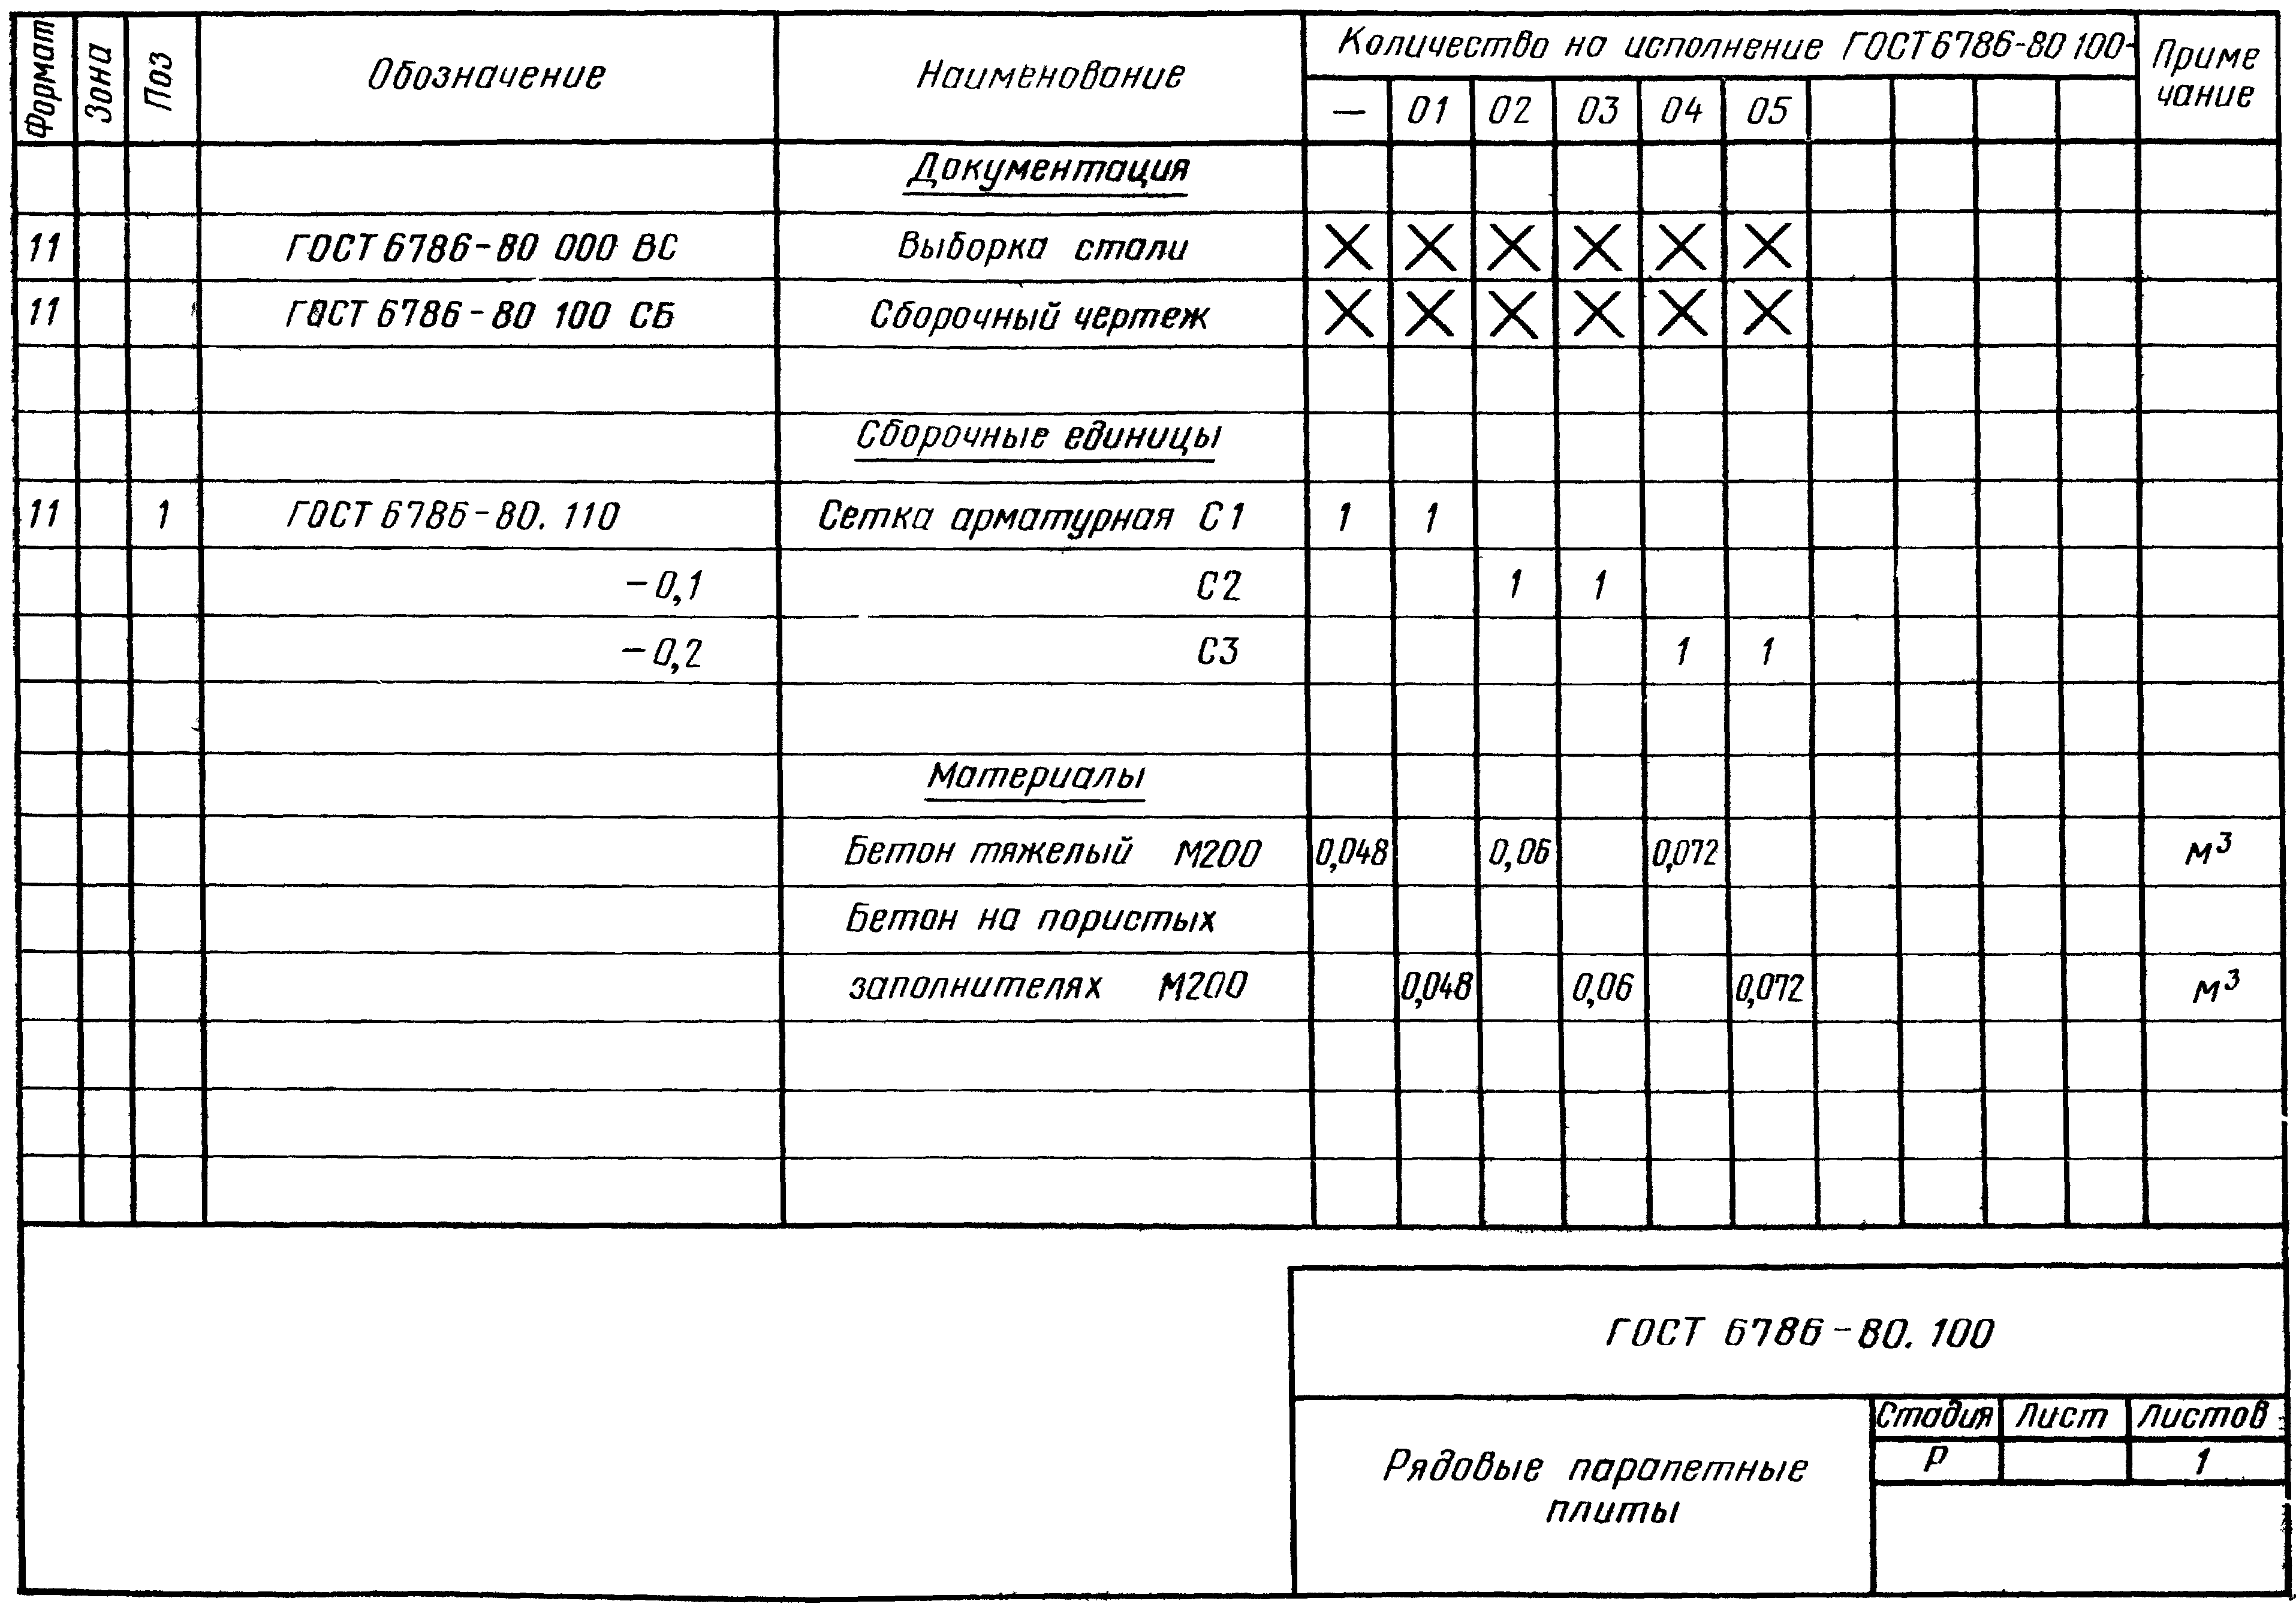 Формат Зона Поз Обозначение Наименование Количество на исполнение ГОСТ 6786-80 100- Приме
чание
— 01 02 03 04 05
Документация
11 ГОСТ 6786-80 000 ВС Выборка стали X X X X X X
11 ГОСТ 6786-80 100 СБ Сборочный чертеж X X X X X X
Сборочные единицы
11 1 ГОСТ 6786-80. 110 Сетка арматурная С1 1 1
-0,1 С2 1 1
-0,2 С3 1 1
Материалы
Бетон тяжелый М200 0,048 0,06 0,072 м³
Бетон на пористых
заполнителях М200 0,048 0,06 0,072 м³
ГОСТ 6786-80. 100
Рядовые парапетные
плиты
Стадия Лист Листов
Р 1